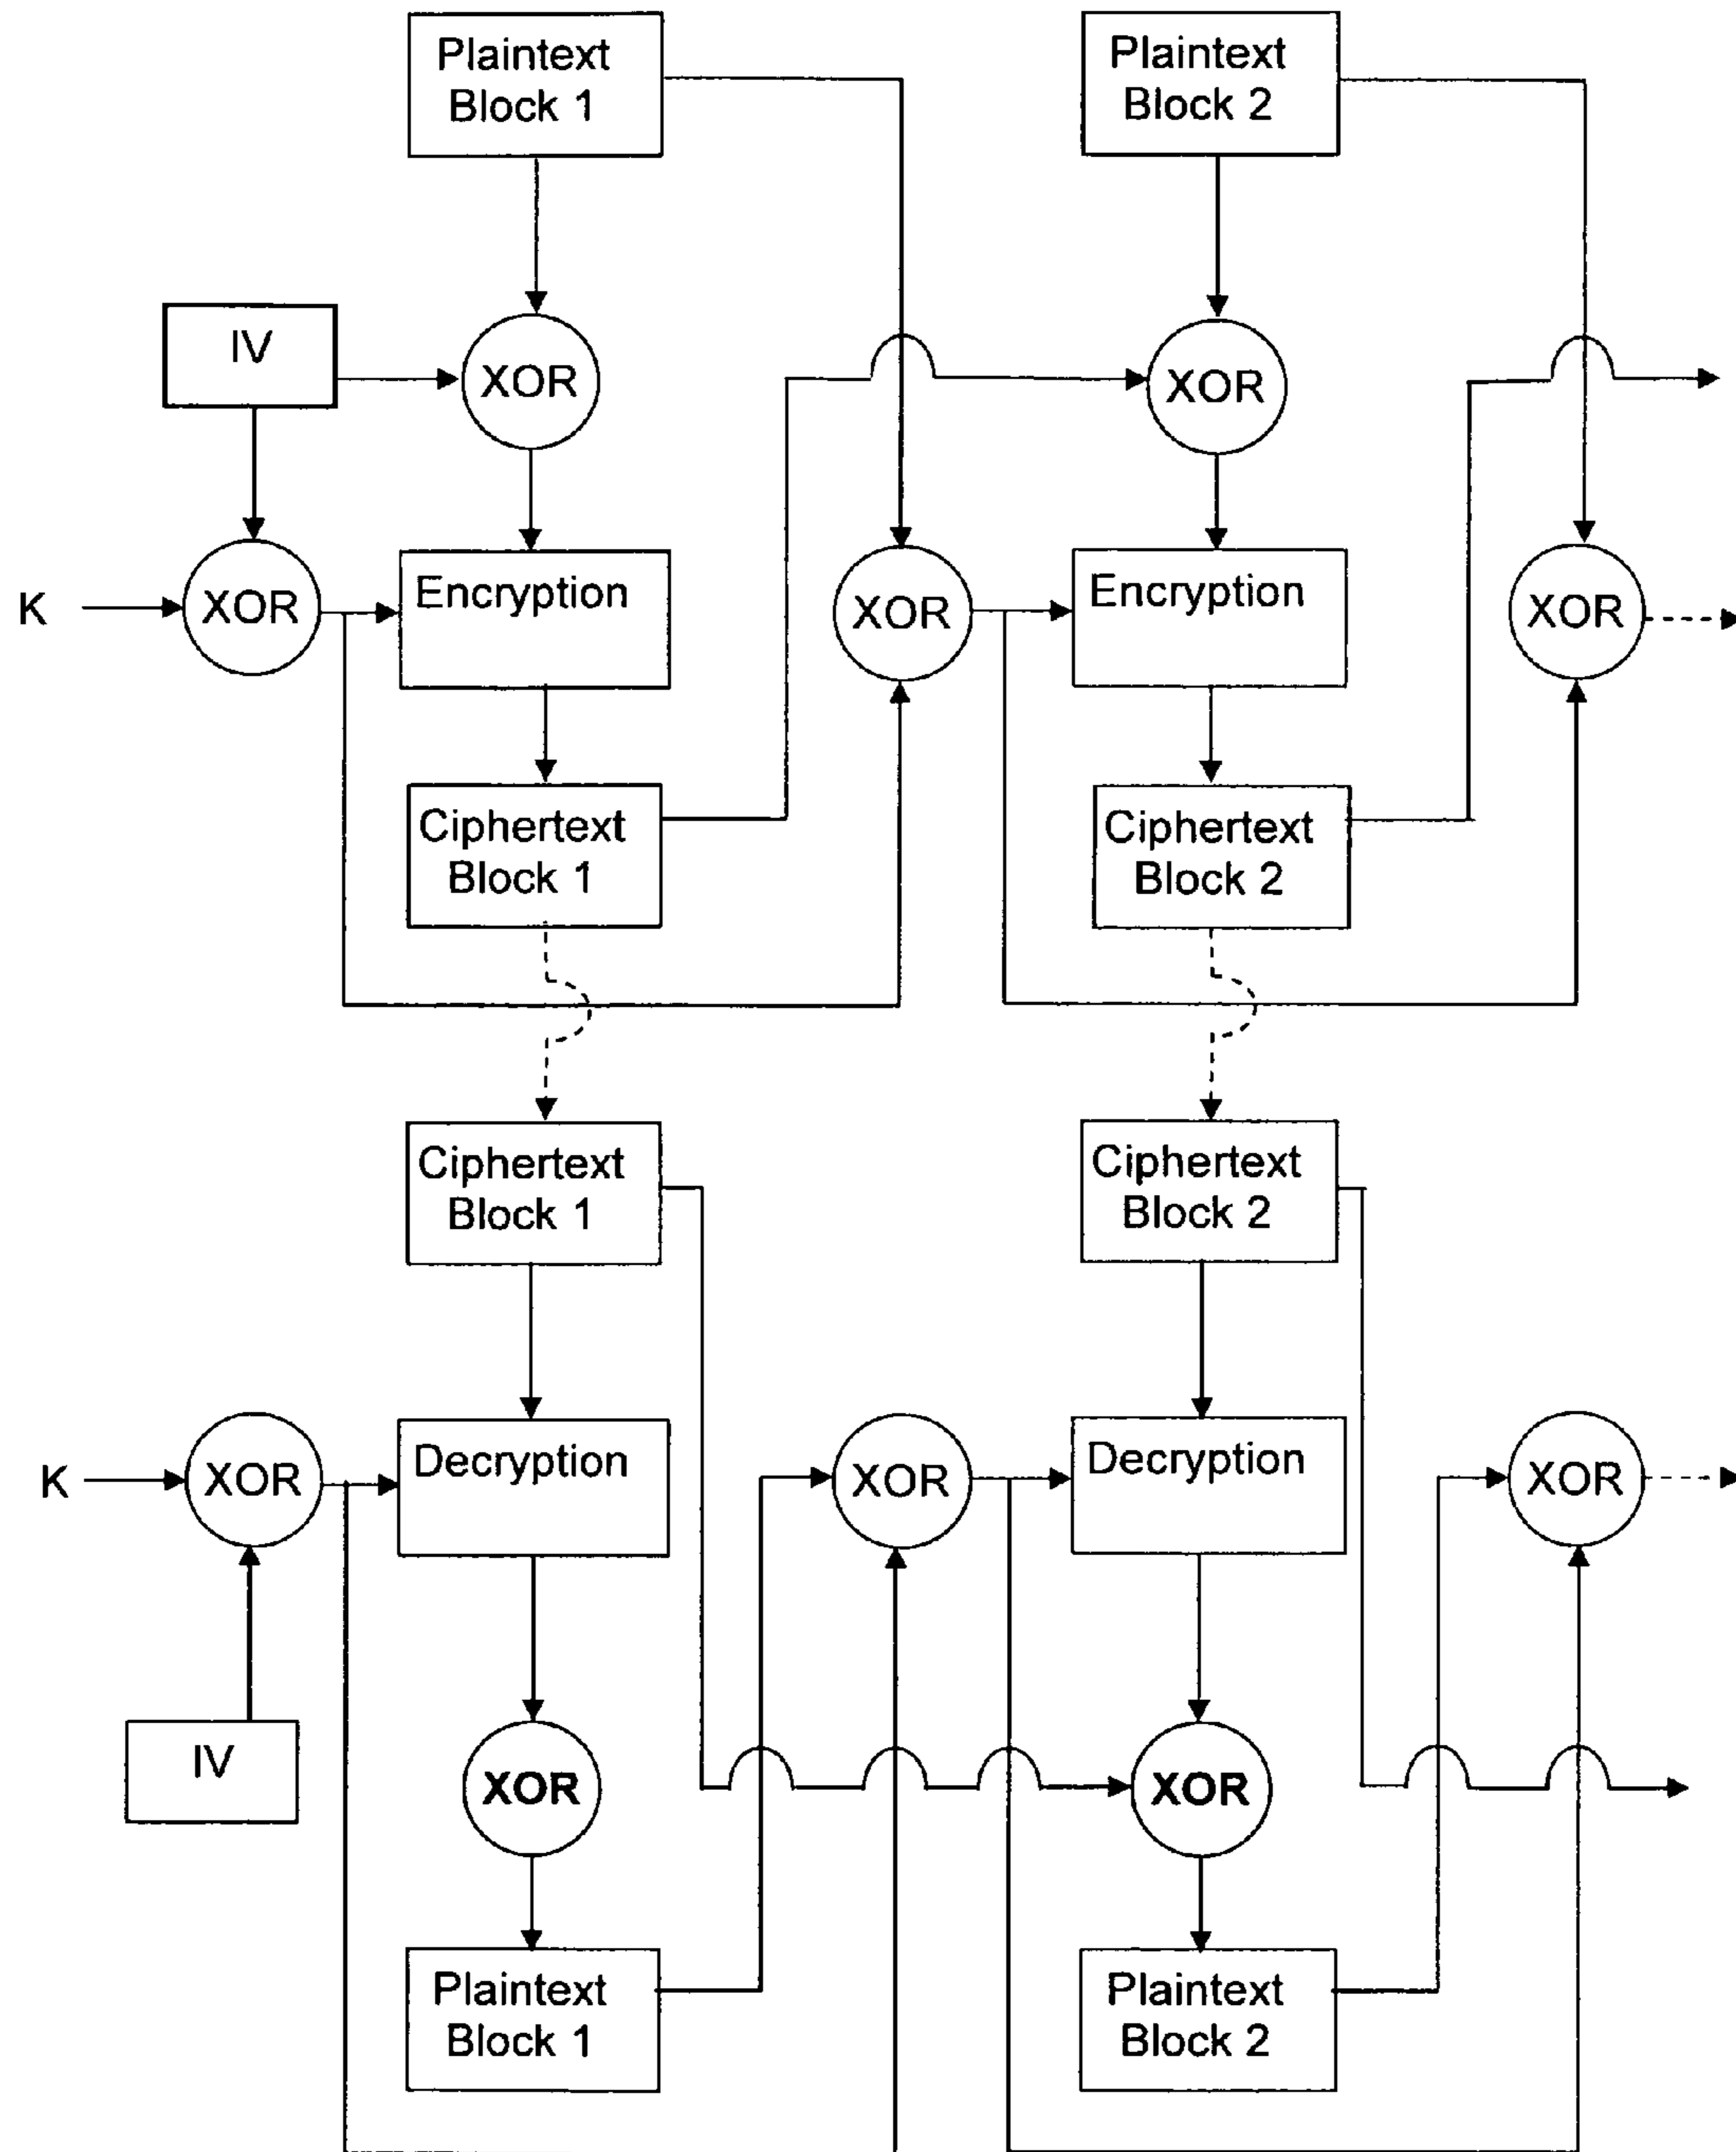 Plaintext
Block 1
Plaintext
Block 2
IV
XOR
XOR
K
XOR
Encryption
XOR
Encryption
XOR
Ciphertext
Block 1
Ciphertext
Block 2
Ciphertext
Block 1
Ciphertext
Block 2
K
XOR
Decryption
XOR
Decryption
XOR
IV
XOR
XOR
Plaintext
Block 1
Plaintext
Block 2